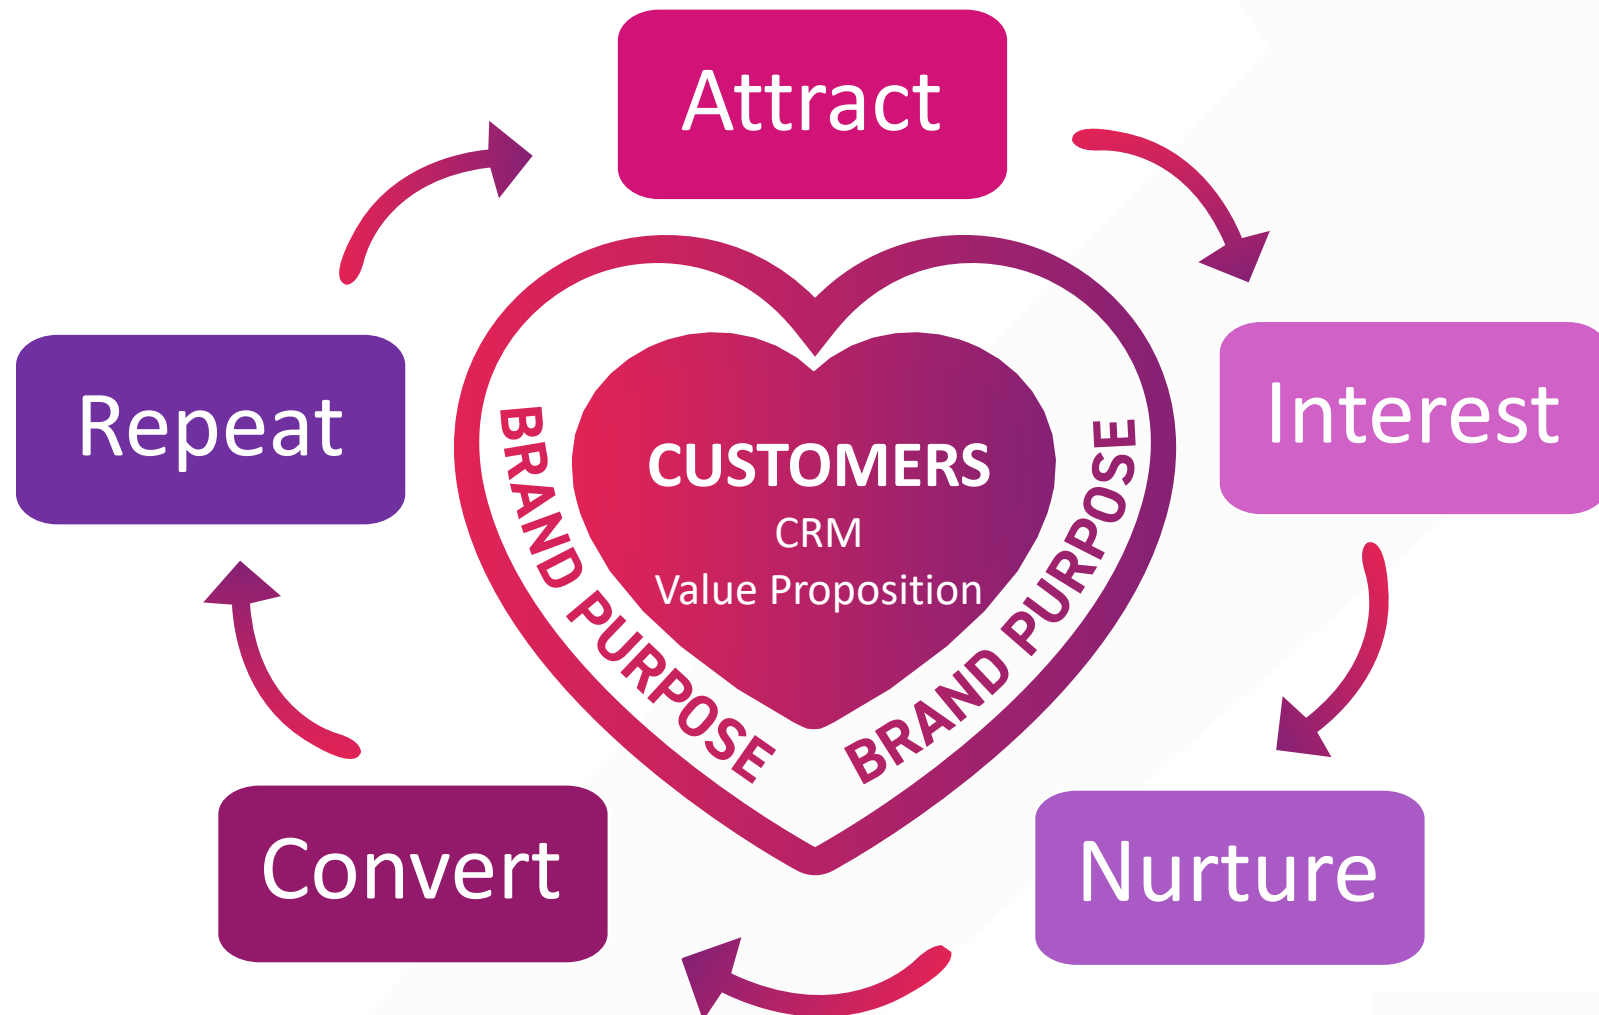 Attract
Interest
Nurture
Convert
Repeat
CUSTOMERS
CRM
Value Proposition
BRAND PURPOSE
BRAND PURPOSE